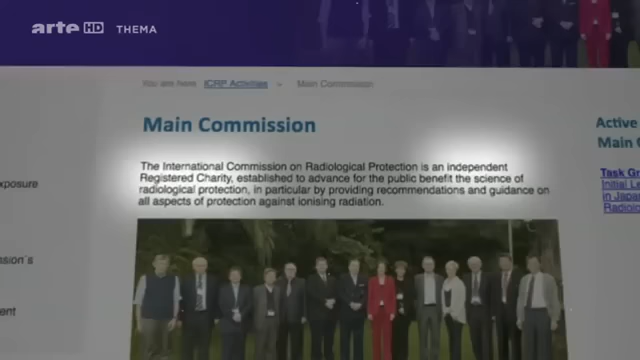 arte HD THEMA
You are here: ICRP Activities Main Commission
Main Commission
The International Commission on Radiological Protection is an independent
Registered Charity, established to advance for the public benefit the science of
radiological protection, in particular by providing recommendations and guidance on
all aspects of protection against ionising radiation.
xposure
sion's
ent
Active
Main C
Task Gr
Initial Le
in Japa
Radiolo